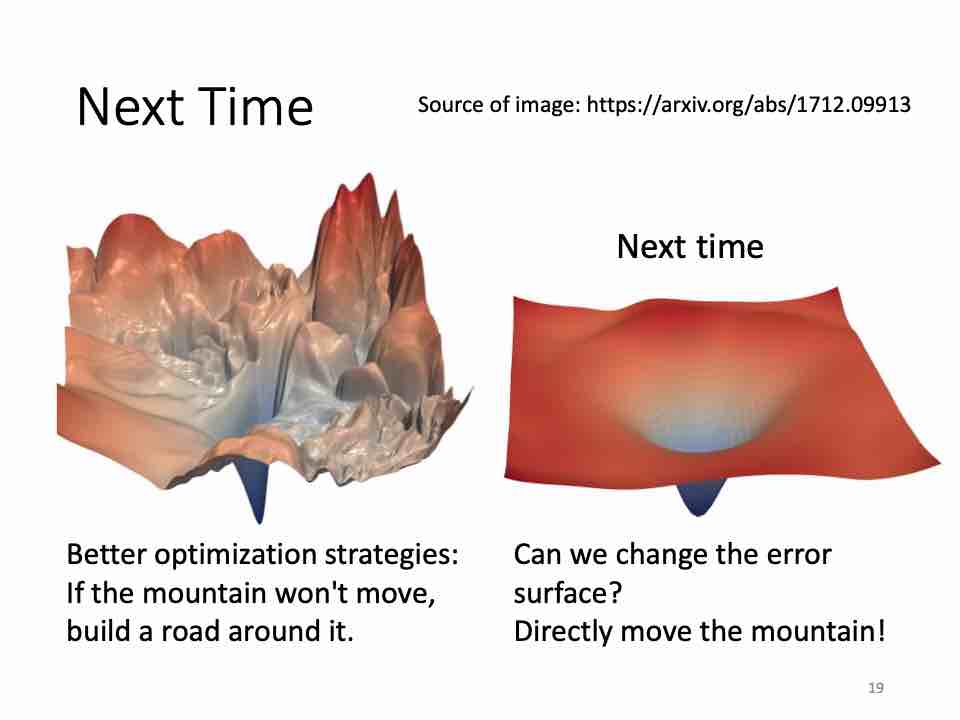 Next Time
Source of image: https://arxiv.org/abs/1712.09913
Next time
Better optimization strategies:
If the mountain won't move,
build a road around it.
Can we change the error
surface?
Directly move the mountain!
19